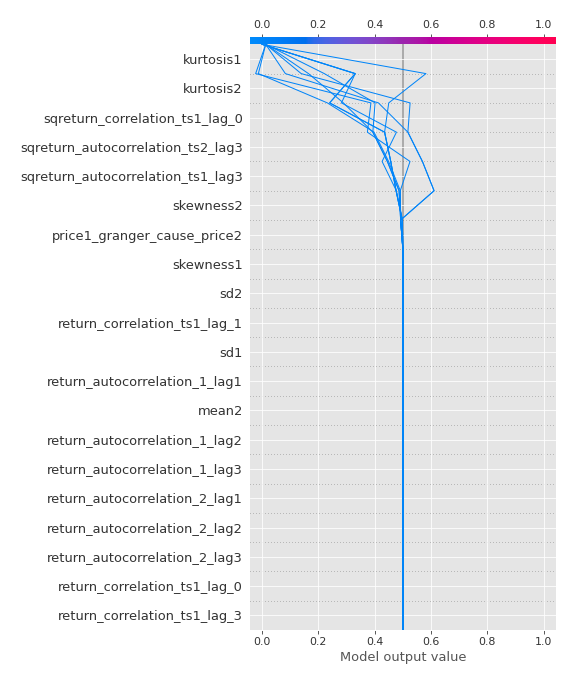 0.0 0.2 0.4 0.6 0.8 1.0
kurtosis1
kurtosis2
sqreturn_correlation_ts1_lag_0
sqreturn_autocorrelation_ts2_lag3
sqreturn_autocorrelation_ts1_lag3
skewness2
price1_granger_cause_price2
skewness1
sd2
return_correlation_ts1_lag_1
sd1
return_autocorrelation_1_lag1
mean2
return_autocorrelation_1_lag2
return_autocorrelation_1_lag3
return_autocorrelation_2_lag1
return_autocorrelation_2_lag2
return_autocorrelation_2_lag3
return_correlation_ts1_lag_0
return_correlation_ts1_lag_3
0.0 0.2 0.4 0.6 0.8 1.0
Model output value